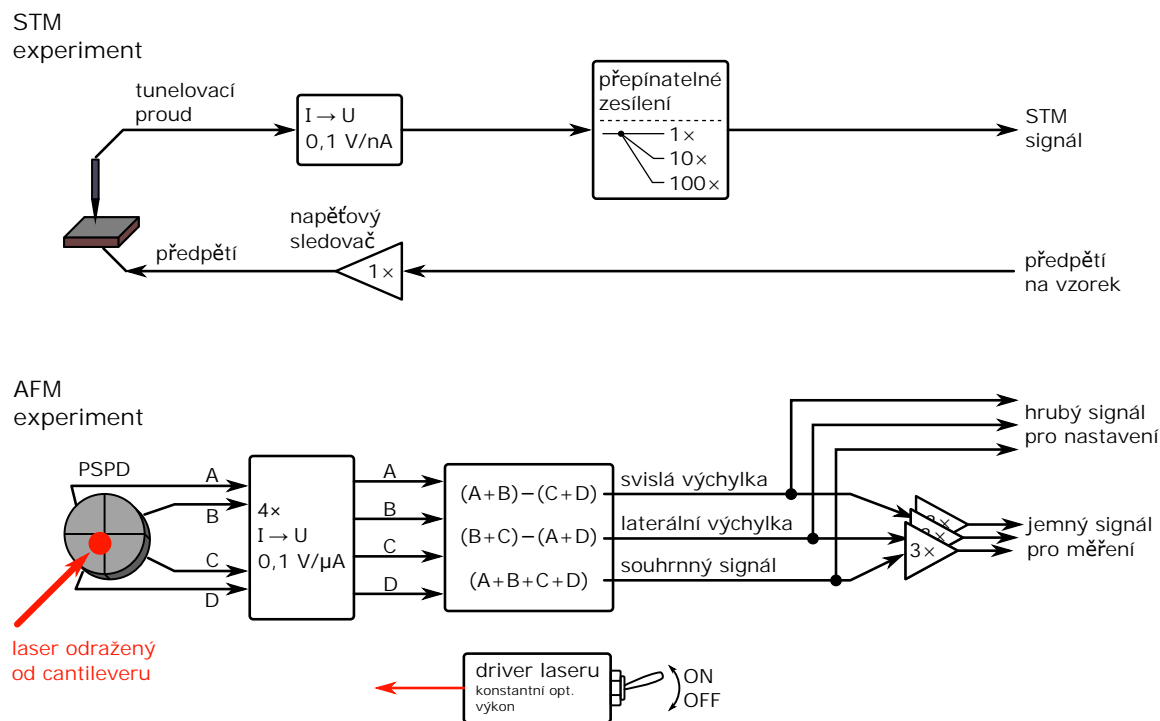 STM
experiment
tunelovací
proud
I → U
0,1 V/nA
přepínatelné
zesílení
1×
10×
100×
STM
signál
napěťový
sledovač
předpětí
1×
předpětí
na vzorek
AFM
experiment
PSPD
A
B
C
D
4×
I → U
0,1 V/μA
A
B
C
D
(A+B)−(C+D)
(B+C)−(A+D)
(A+B+C+D)
svislá výchylka
laterální výchylka
souhrnný signál
hrubý signál
pro nastavení
3×
jemný signál
pro měření
laser odražený
od cantileveru
driver laseru
konstantní opt.
výkon
ON
OFF